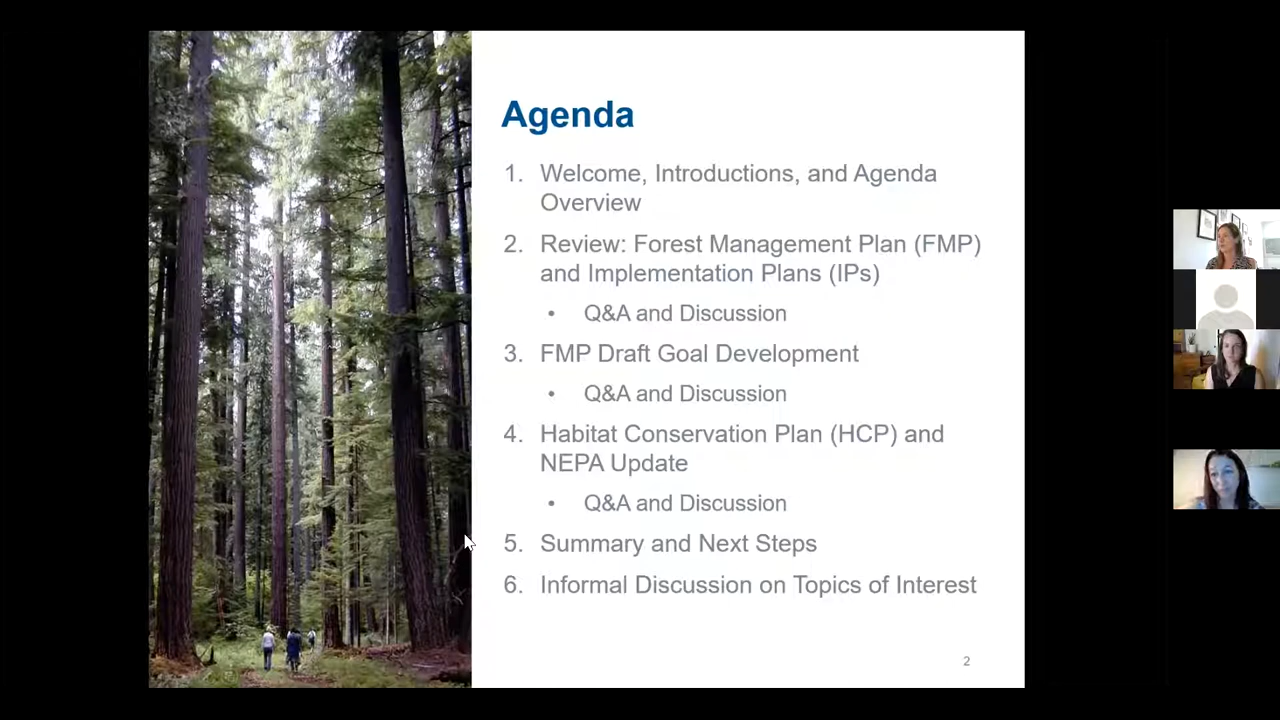 Agenda
1. Welcome, Introductions, and Agenda
Overview
2. Review: Forest Management Plan (FMP)
and Implementation Plans (IPs)
• Q&A and Discussion
3. FMP Draft Goal Development
• Q&A and Discussion
4. Habitat Conservation Plan (HCP) and
NEPA Update
• Q&A and Discussion
5. Summary and Next Steps
6. Informal Discussion on Topics of Interest
2